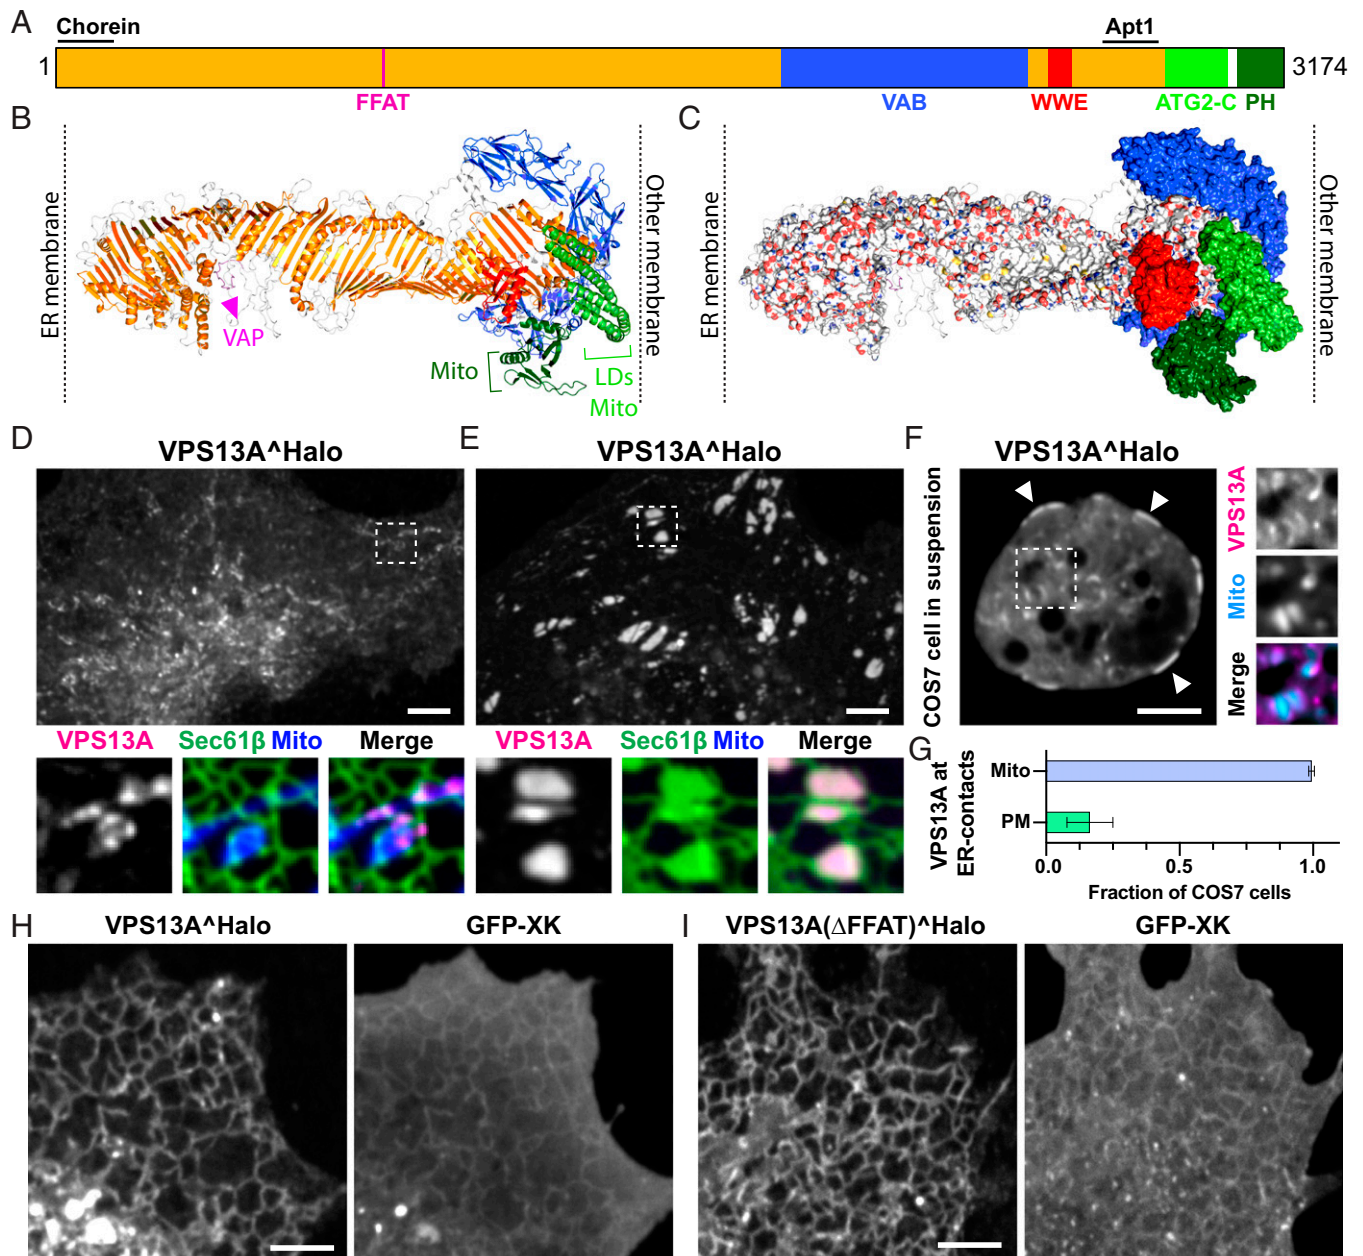 A
Chorein
Apt1
1
3174
FFAT
VAB
WWE
ATG2-C
PH
B
C
ER membrane
VAP
Mito
LDs
Mito
Other membrane
ER membrane
Other membrane
D
VPS13A^Halo
E
VPS13A^Halo
F
VPS13A^Halo
COS7 cell in suspension
VPS13A
Mito
Merge
VPS13A
Sec61β Mito
Merge
VPS13A
Sec61β Mito
Merge
G
VPS13A at
ER-contacts
Mito
PM
0.0
0.5
1.0
Fraction of COS7 cells
H
VPS13A^Halo
GFP-XK
I
VPS13A(∆FFAT)^Halo
GFP-XK